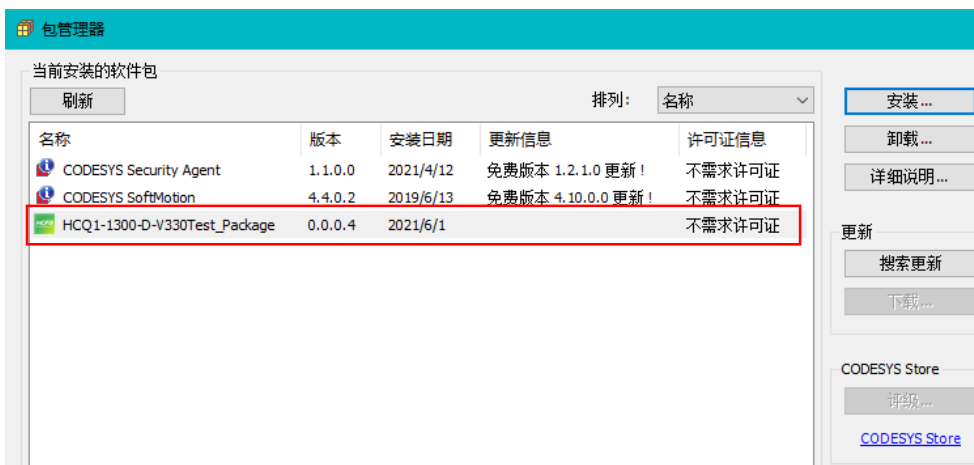 包管理器
当前安装的软件包
刷新 排列: 名称
名称 版本 安装日期 更新信息 许可证信息
CODESYS Security Agent 1.1.0.0 2021/4/12 免费版本 1.2.1.0 更新! 不需求许可证
CODESYS SoftMotion 4.4.0.2 2019/6/13 免费版本 4.10.0.0 更新! 不需求许可证
HCQ1-1300-D-V330Test_Package 0.0.0.4 2021/6/1 不需求许可证
安装...
卸载...
详细说明...
更新
搜索更新
下载...
CODESYS Store
评级...
CODESYS Store